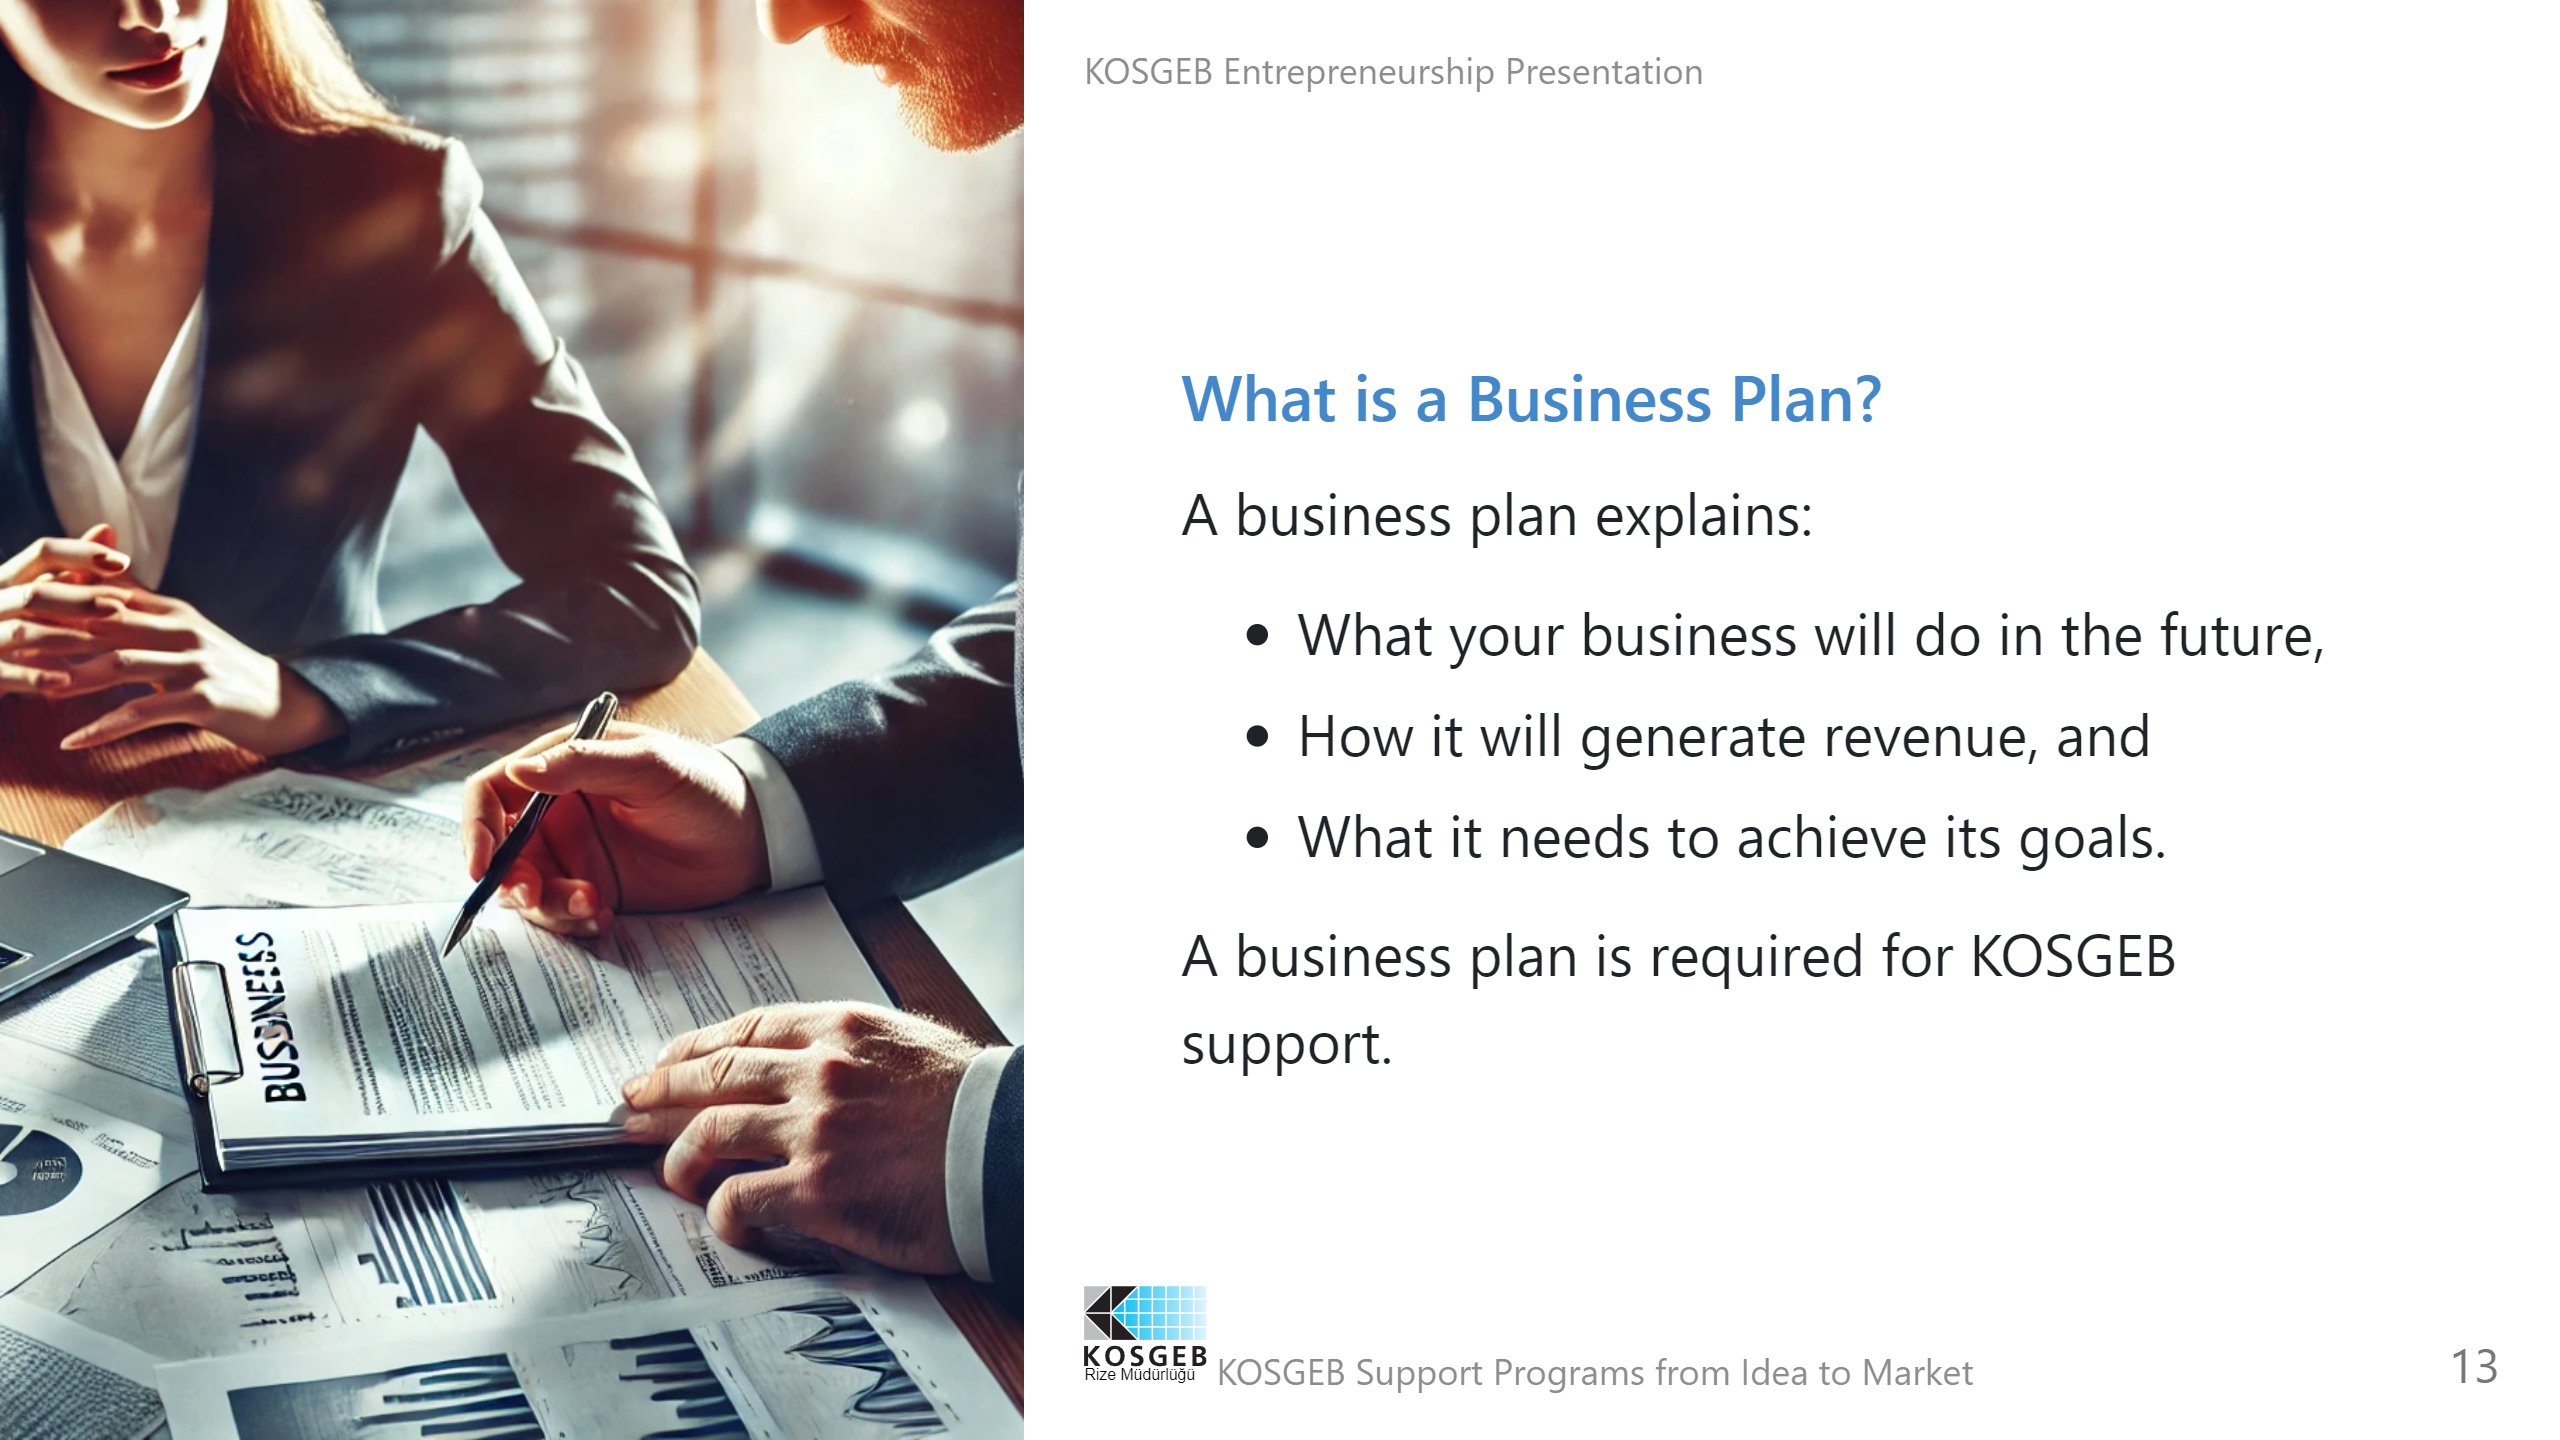 KOSGEB Entrepreneurship Presentation
What is a Business Plan?
A business plan explains:
• What your business will do in the future,
• How it will generate revenue, and
• What it needs to achieve its goals.
A business plan is required for KOSGEB
support.
BUSINESS
KOSGEB
Rize Müdürlüğü
KOSGEB Support Programs from Idea to Market
13